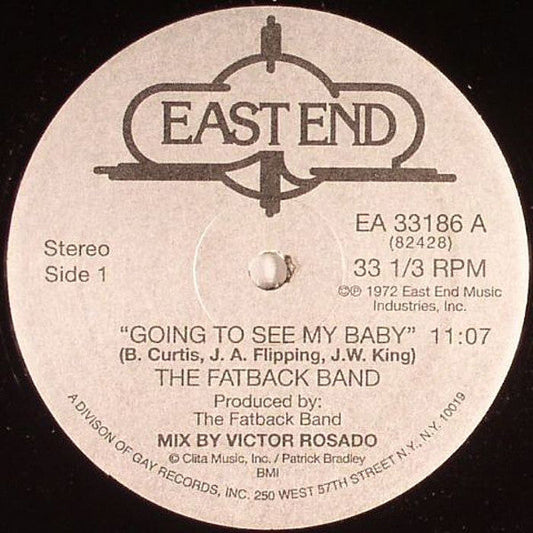 EAST END
Stereo
Side 1
EA 33186 A
(82428)
33 1/3 RPM
©℗ 1972 East End Music
Industries, Inc.
"GOING TO SEE MY BABY" 11:07
(B. Curtis, J. A. Flipping, J.W. King)
THE FATBACK BAND
Produced by:
The Fatback Band
MIX BY VICTOR ROSADO
© Clita Music, Inc. / Patrick Bradley
BMI
A DIVISON OF GAY RECORDS, INC. 250 WEST 57TH STREET N.Y., N.Y. 10019